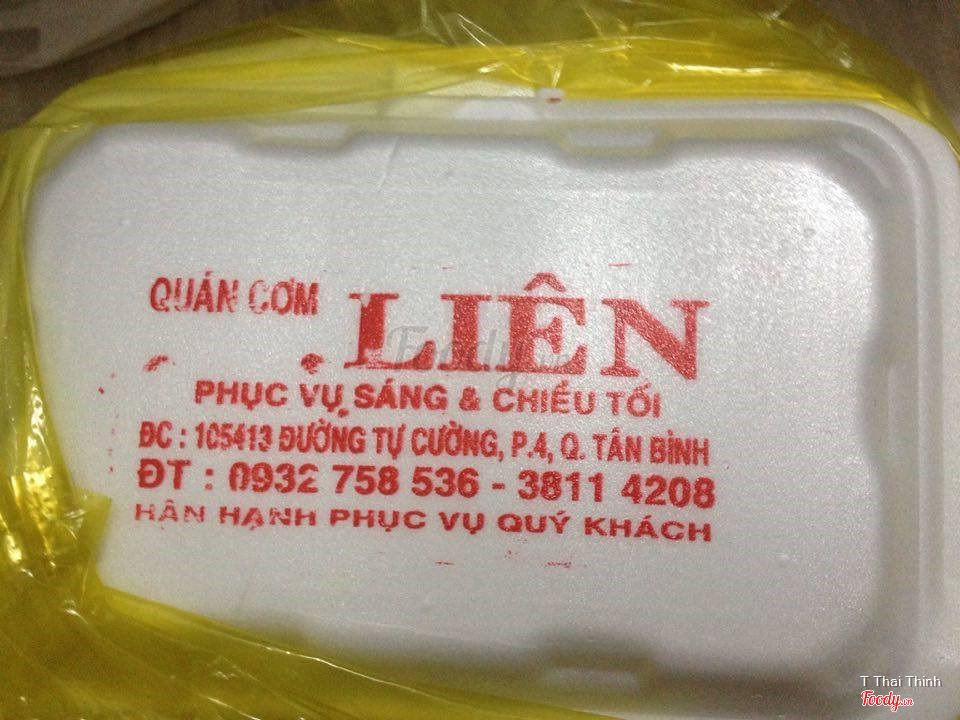 QUÁN CƠM LIÊN
PHỤC VỤ SÁNG & CHIỀU TỐI
ĐC : 105413 ĐƯỜNG TỰ CƯỜNG, P.4, Q. TÂN BÌNH
ĐT : 0932 758 536 - 3811 4208
HÂN HẠNH PHỤC VỤ QUÝ KHÁCH
Foody
T Thai Thinh
Foody.vn